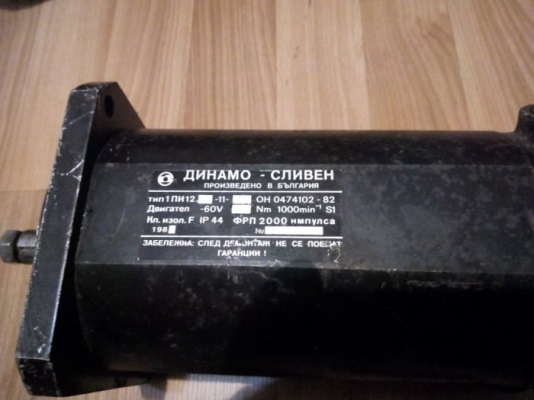 ДИНАМО - СЛИВЕН
ПРОИЗВЕДЕНО В БЪЛГАРИЯ
тип 1 ПИ12. -11- ОН 0474102 - 82
Двигател -60V Nm 1000min⁻¹ S1
Кл. изол. F IP 44 ФРП 2000 импулса
198 №
ЗАБЕЛЕЖКА: СЛЕД ДЕМОНТАЖ НЕ СЕ ПОЕМАТ
ГАРАНЦИИ !